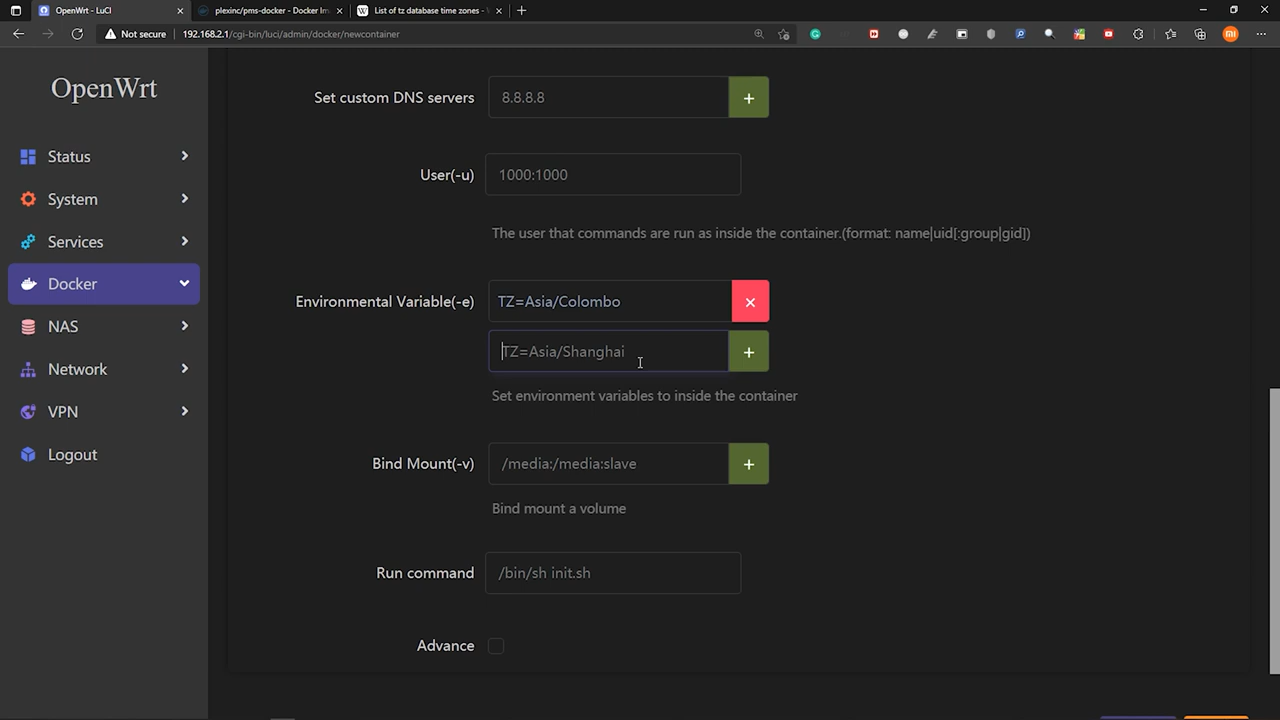 OpenWrt - LuCI
plexinc/pms-docker - Docker Im
List of tz database time zones -
Not secure
192.168.2.1/cgi-bin/luci/admin/docker/newcontainer
OpenWrt
Status
System
Services
Docker
NAS
Network
VPN
Logout
Set custom DNS servers
8.8.8.8
User(-u)
1000:1000
The user that commands are run as inside the container.(format: name|uid[:group|gid])
Environmental Variable(-e)
TZ=Asia/Colombo
TZ=Asia/Shanghai
Set environment variables to inside the container
Bind Mount(-v)
/media:/media:slave
Bind mount a volume
Run command
/bin/sh init.sh
Advance